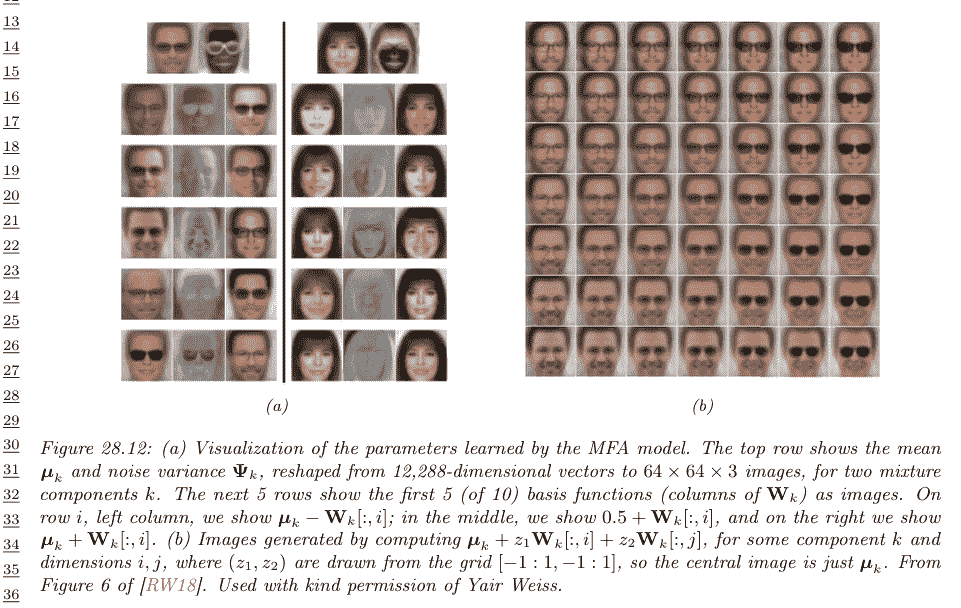 13
14
15
16
17
18
19
20
21
22
23
24
25
26
27
28
(a)
(b)
29
30 Figure 28.12: (a) Visualization of the parameters learned by the MFA model. The top row shows the mean
31 μk and noise variance Ψk, reshaped from 12,288-dimensional vectors to 64 × 64 × 3 images, for two mixture
32 components k. The next 5 rows show the first 5 (of 10) basis functions (columns of Wk) as images. On
33 row i, left column, we show μk − Wk[:, i]; in the middle, we show 0.5 + Wk[:, i], and on the right we show
34 μk + Wk[:, i]. (b) Images generated by computing μk + z1Wk[:, i] + z2Wk[:, j], for some component k and
35 dimensions i, j, where (z1, z2) are drawn from the grid [−1 : 1, −1 : 1], so the central image is just μk. From
36 Figure 6 of [RW18]. Used with kind permission of Yair Weiss.